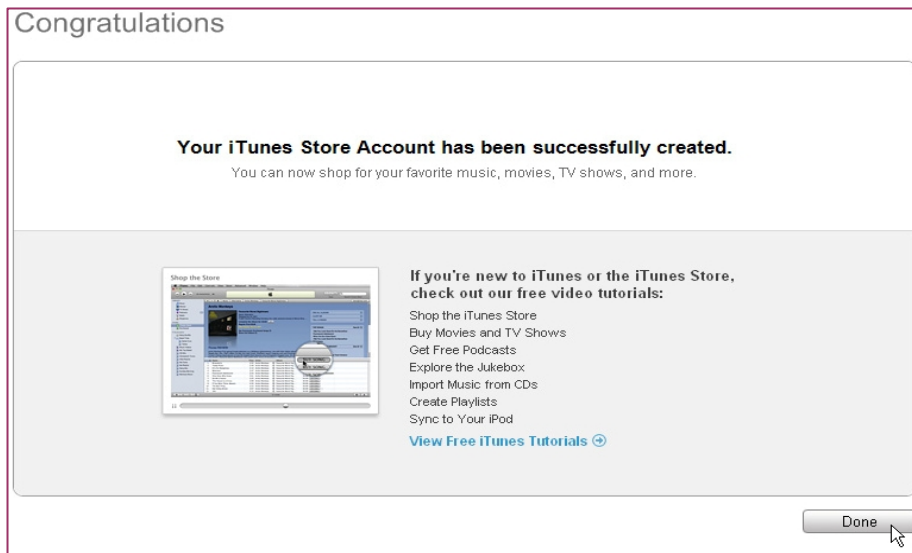 Congratulations
Your iTunes Store Account has been successfully created.
You can now shop for your favorite music, movies, TV shows, and more.
Shop the Store
If you're new to iTunes or the iTunes Store,
check out our free video tutorials:
Shop the iTunes Store
Buy Movies and TV Shows
Get Free Podcasts
Explore the Jukebox
Import Music from CDs
Create Playlists
Sync to Your iPod
View Free iTunes Tutorials
Done